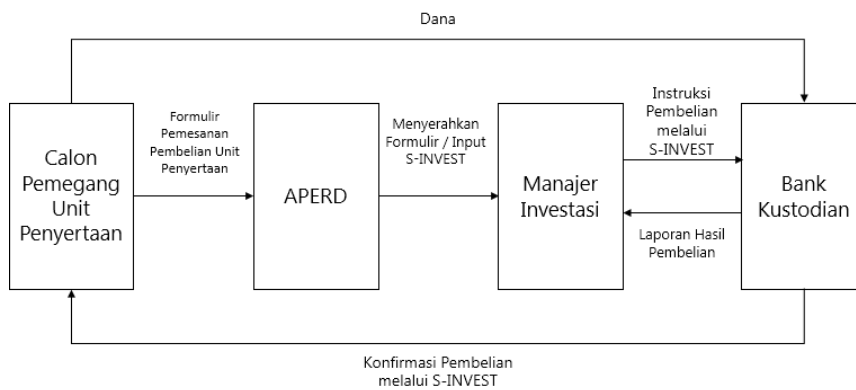 Dana
Calon
Pemegang
Unit
Penyertaan
Formulir
Pemesanan
Pembelian Unit
Penyertaan
APERD
Menyerahkan
Formulir / Input
S-INVEST
Manajer
Investasi
Instruksi
Pembelian
melalui
S-INVEST
Laporan Hasil
Pembelian
Bank
Kustodian
Konfirmasi Pembelian
melalui S-INVEST